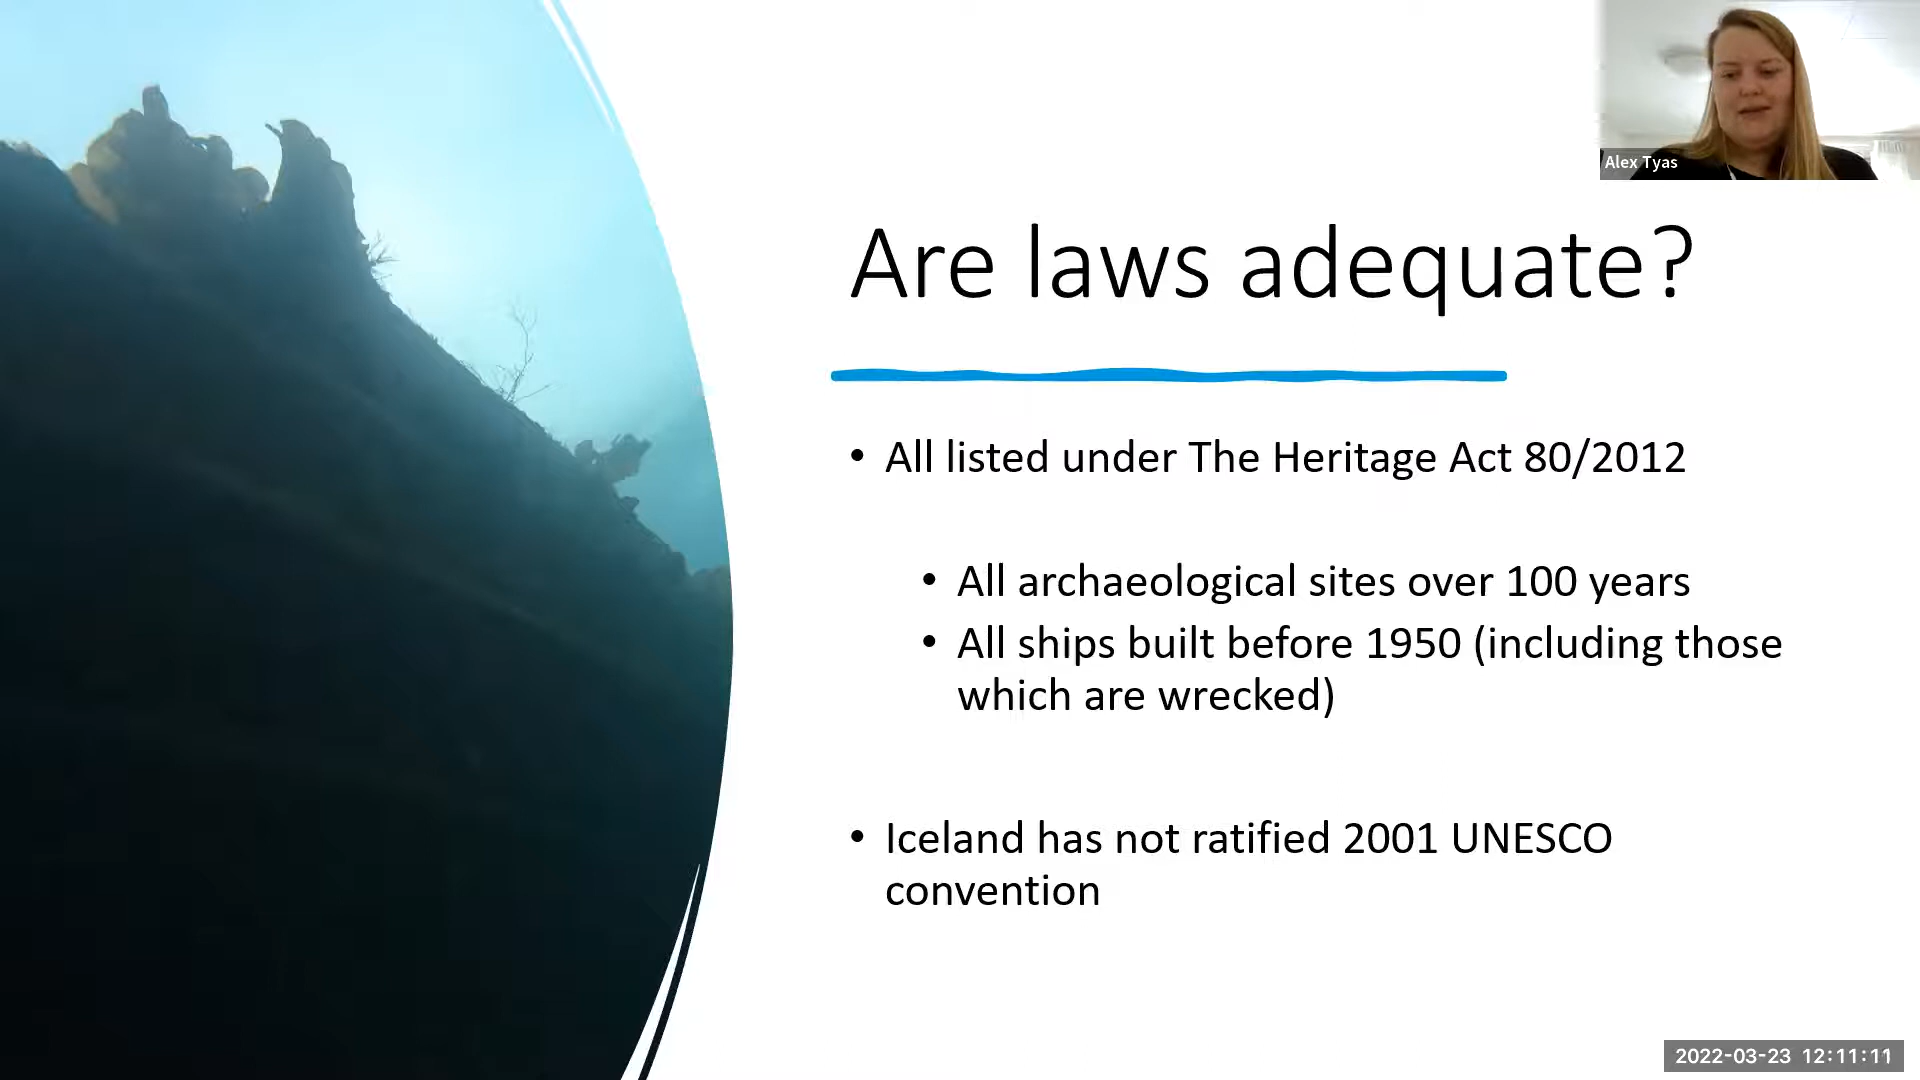 Alex Tyas
Are laws adequate?
• All listed under The Heritage Act 80/2012
• All archaeological sites over 100 years
• All ships built before 1950 (including those
which are wrecked)
• Iceland has not ratified 2001 UNESCO
convention
2022-03-23 12:11:11